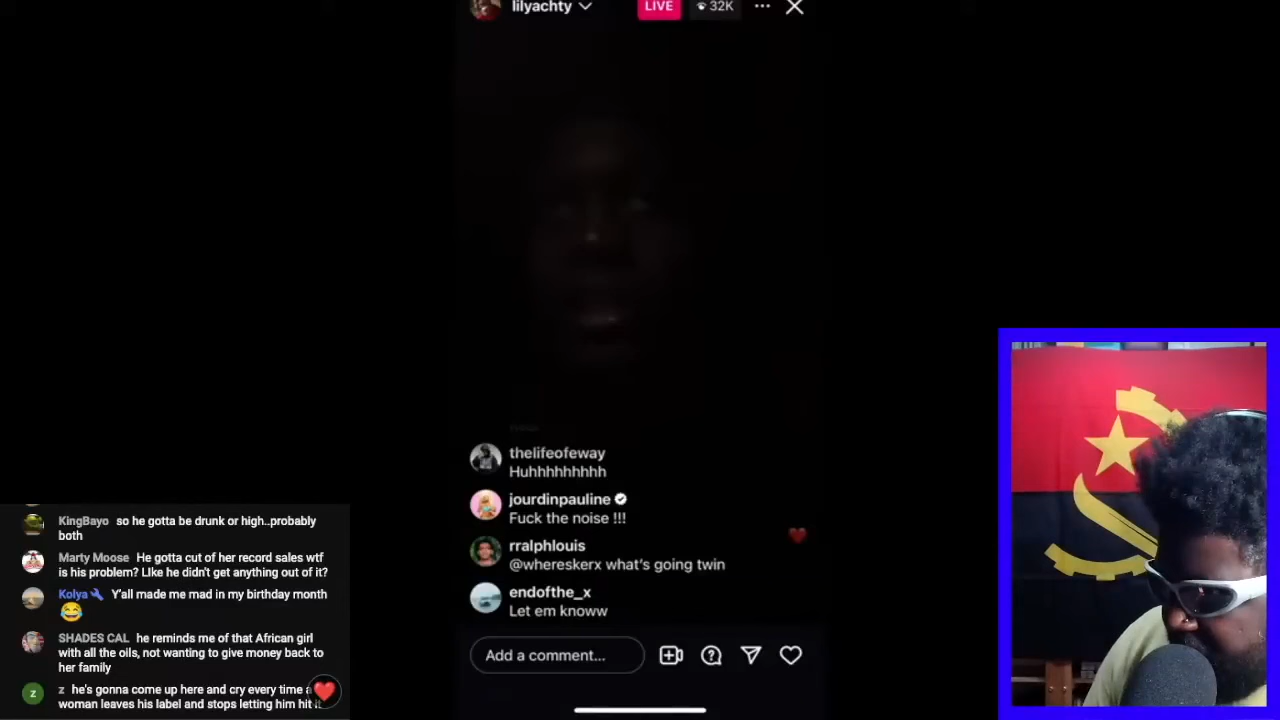 lilyachty
LIVE
32K
thelifeofeway
Huhhhhhhhhh
jourdinpauline
Fuck the noise !!!
rralphlouis
@whereskerx what's going twin
endofthe_x
Let em knoww
Add a comment...
KingBayo so he gotta be drunk or high..probably
both
Marty Moose He gotta cut of her record sales wtf
is his problem? LIke he didn't get anything out of it?
Kolya Y'all made me mad in my birthday month
SHADES CAL he reminds me of that African girl
with all the oils, not wanting to give money back to
her family
z he's gonna come up here and cry every time a
woman leaves his label and stops letting him hit it